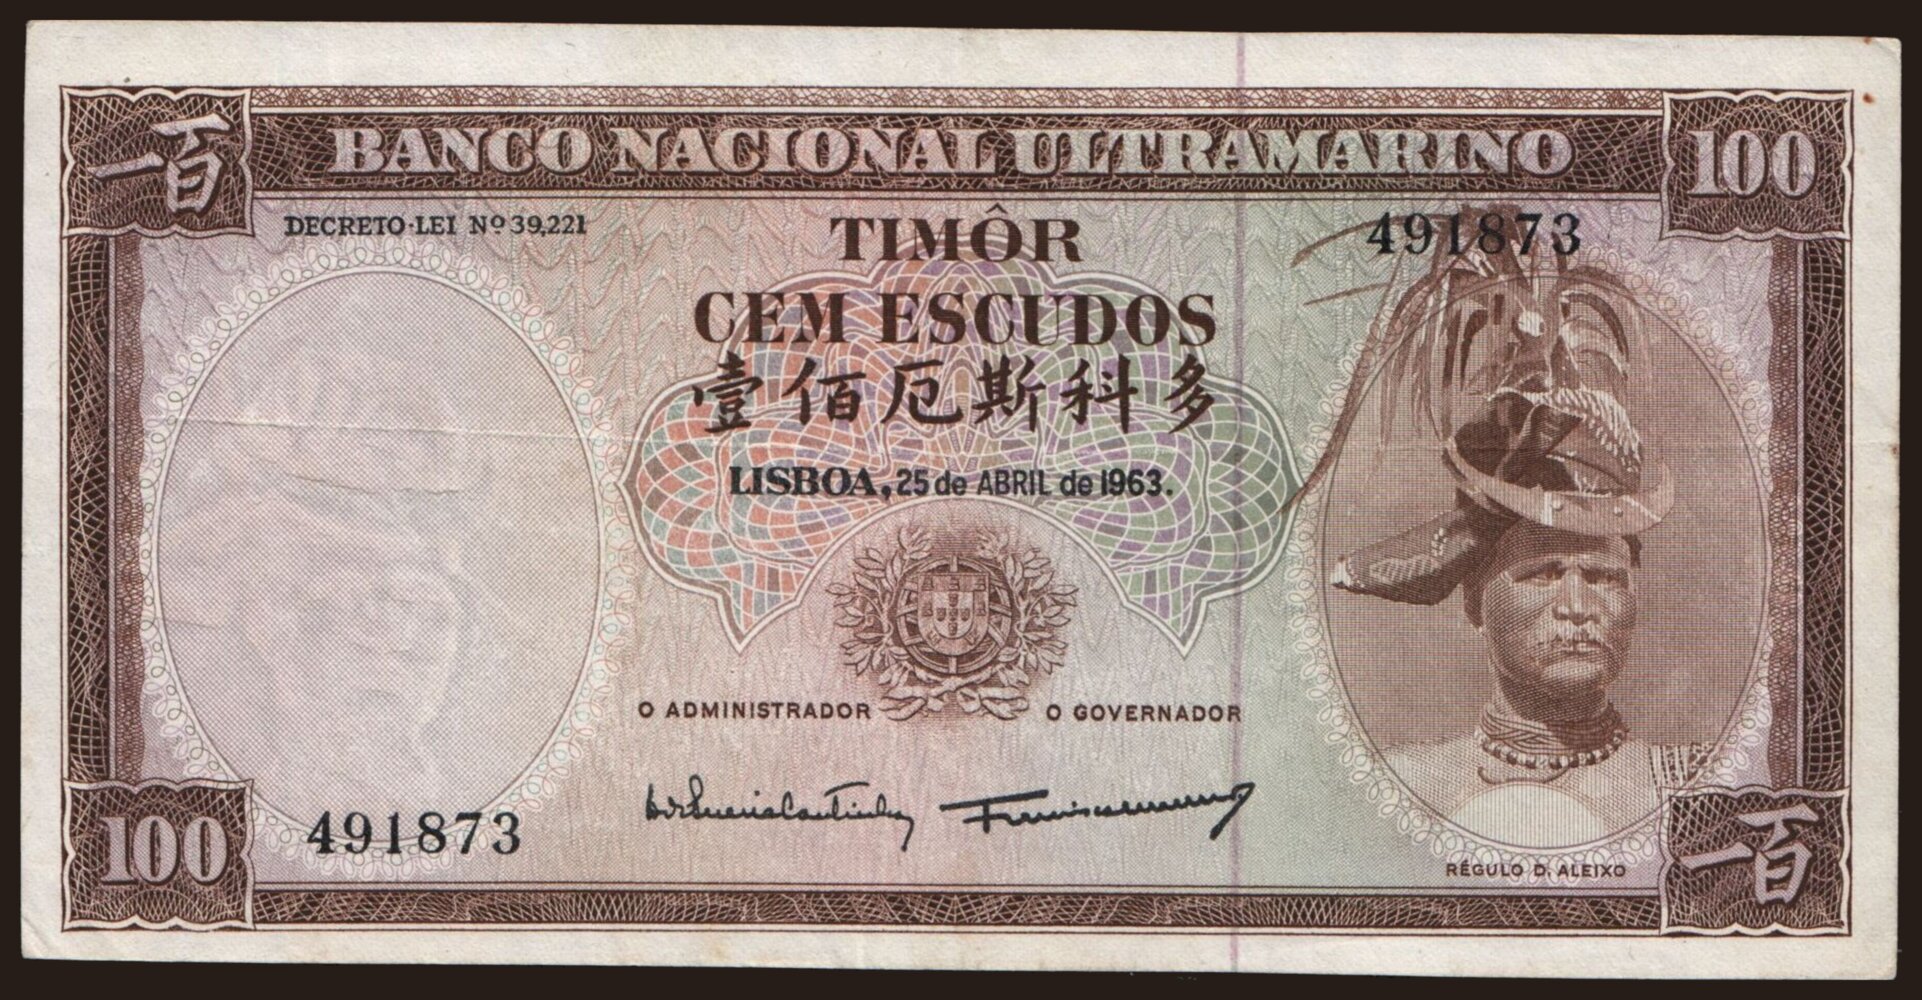 一百
BANCO NACIONAL ULTRAMARINO
100
DECRETO-LEI Nº 39,221
TIMÔR
491873
CEM ESCUDOS
壹佰厄斯科多
LISBOA, 25 de ABRIL de 1963.
O ADMINISTRADOR
O GOVERNADOR
491873
100
RÉGULO D. ALEIXO
一百